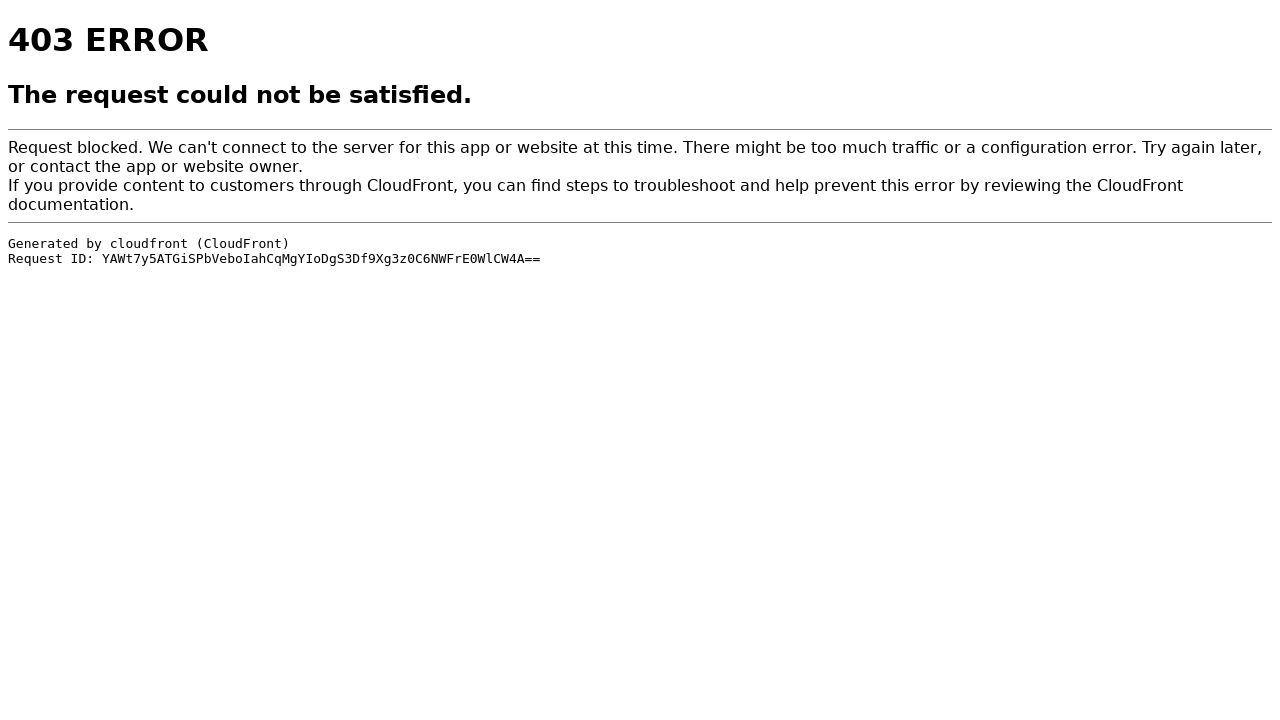 403 ERROR
The request could not be satisfied.
Request blocked. We can't connect to the server for this app or website at this time. There might be too much traffic or a configuration error. Try again later,
or contact the app or website owner.
If you provide content to customers through CloudFront, you can find steps to troubleshoot and help prevent this error by reviewing the CloudFront
documentation.
Generated by cloudfront (CloudFront)
Request ID: YAWt7y5ATGiSPbVeboIahCqMgYIoDgS3Df9Xg3z0C6NWFrE0WlCW4A==